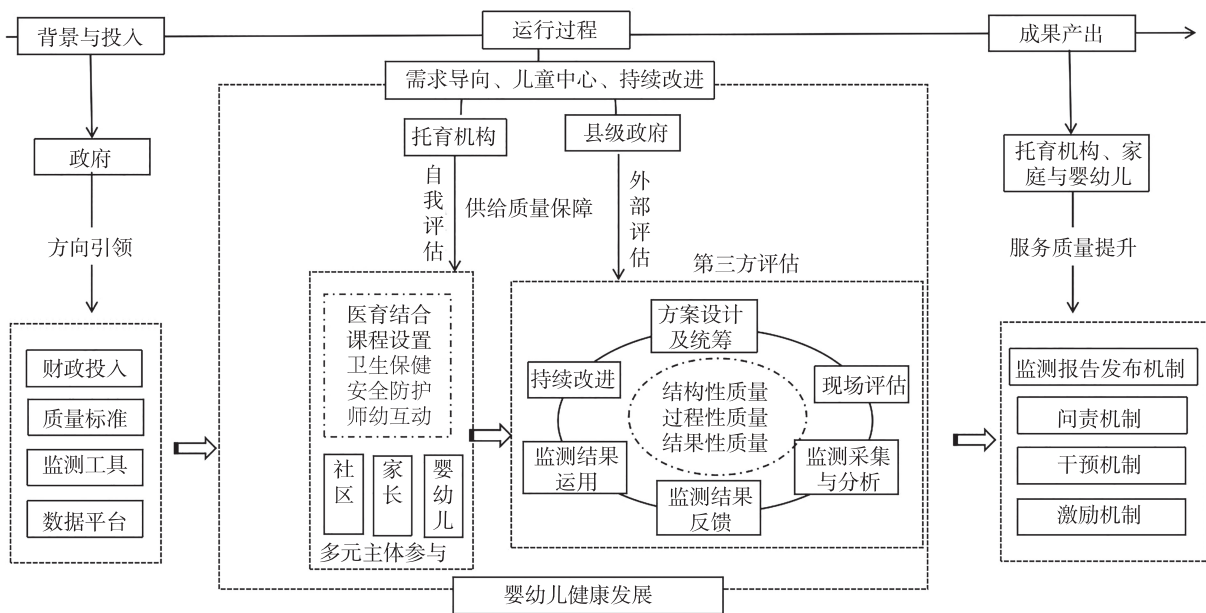 背景与投入
运行过程
成果产出
需求导向、儿童中心、持续改进
政府
方向引领
财政投入
质量标准
监测工具
数据平台
托育机构
县级政府
自我评估
供给质量保障
外部评估
第三方评估
医育结合
课程设置
卫生保健
安全防护
师幼互动
社区
家长
婴幼儿
多元主体参与
方案设计
及统筹
持续改进
现场评估
结构性质量
过程性质量
结果性质量
监测结果
运用
监测采集
与分析
监测结果
反馈
婴幼儿健康发展
托育机构、家
庭与婴幼儿
服务质量提升
监测报告发布机制
问责机制
干预机制
激励机制